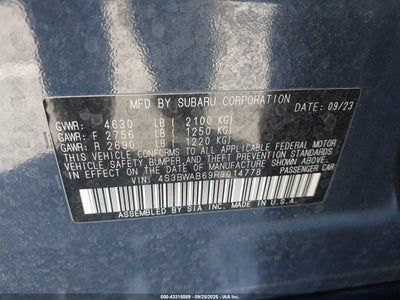 MFD BY SUBARU CORPORATION 09/23
GVWR: 4630 LB ( 2100 KG)
GAWR: F 2756 LB ( 1250 KG)
GAWR: R 2690 LB ( 1220 KG)
THIS VEHICLE CONFORMS TO ALL APPLICABLE FEDERAL MOTOR
VEHICLE SAFETY, BUMPER, AND THEFT PREVENTION STANDARDS
IN EFFECT ON THE DATE OF MANUFACTURE SHOWN ABOVE.
VIN: 4S3BWAB69R3014778 PASSENGER CAR
ASSEMBLED BY SIA, INC. MADE IN U.S.A.
000-43315089 (09/25/2025 - IAA)